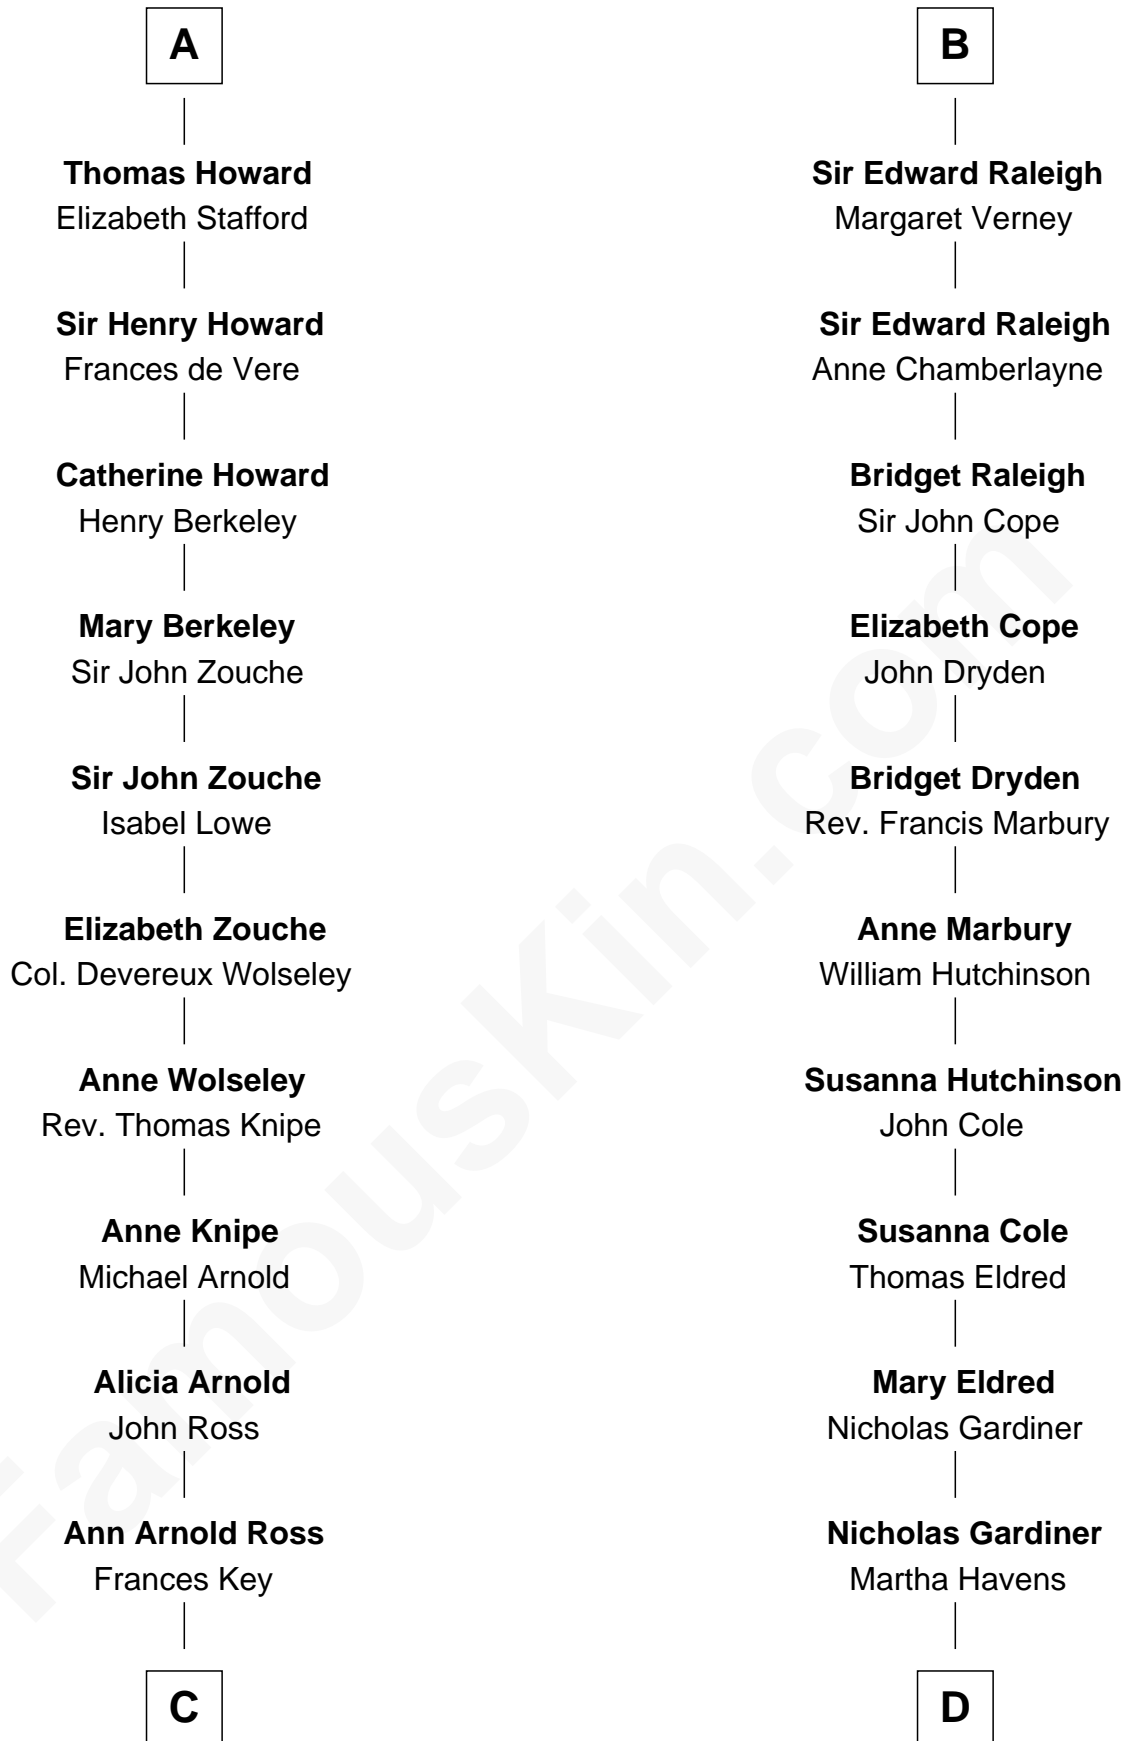 A
Thomas Howard
Elizabeth Stafford
Sir Henry Howard
Frances de Vere
Catherine Howard
Henry Berkeley
Mary Berkeley
Sir John Zouche
Sir John Zouche
Isabel Lowe
Elizabeth Zouche
Col. Devereux Wolseley
Anne Wolseley
Rev. Thomas Knipe
Anne Knipe
Michael Arnold
Alicia Arnold
John Ross
Ann Arnold Ross
Frances Key
C
B
Sir Edward Raleigh
Margaret Verney
Sir Edward Raleigh
Anne Chamberlayne
Bridget Raleigh
Sir John Cope
Elizabeth Cope
John Dryden
Bridget Dryden
Rev. Francis Marbury
Anne Marbury
William Hutchinson
Susanna Hutchinson
John Cole
Susanna Cole
Thomas Eldred
Mary Eldred
Nicholas Gardiner
Nicholas Gardiner
Martha Havens
D
FamousKin.com